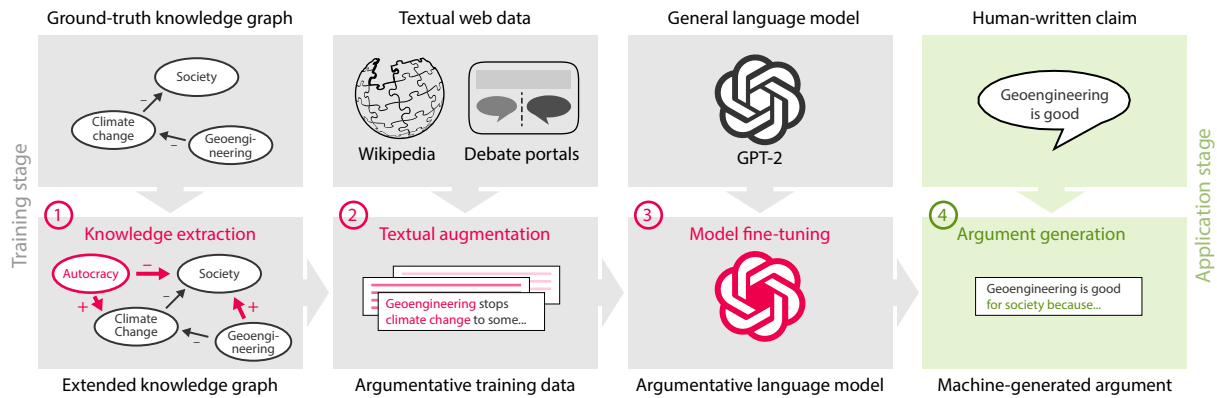 Ground-truth knowledge graph
Textual web data
General language model
Human-written claim
Training stage
Society
Climate
change
Geoengi-
neering
–
–
Wikipedia
Debate portals
GPT-2
Geoengineering
is good
Application stage
1
Knowledge extraction
Autocracy
–
Society
+
–
+
Climate
Change
–
Geoengi-
neering
2
Textual augmentation
Geoengineering stops
climate change to some...
3
Model fine-tuning
4
Argument generation
Geoengineering is good
for society because...
Extended knowledge graph
Argumentative training data
Argumentative language model
Machine-generated argument